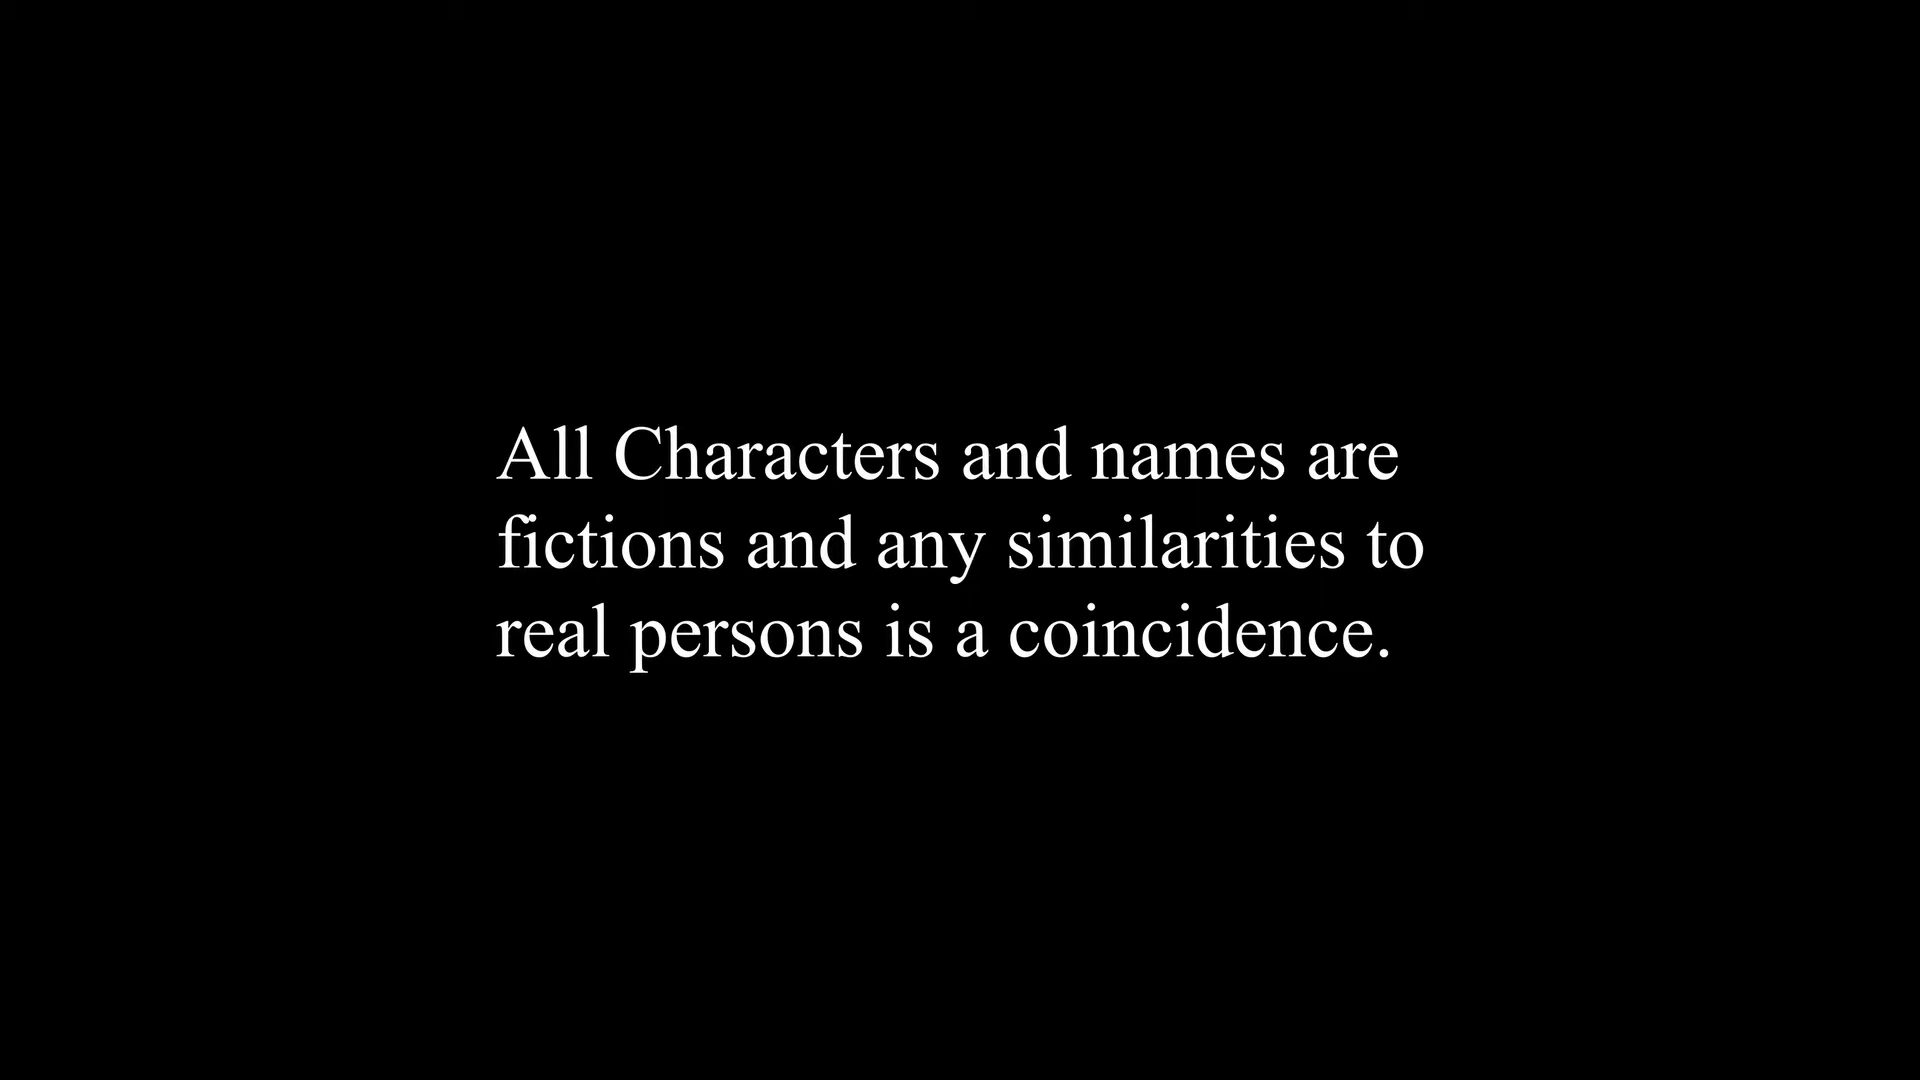 All Characters and names are
fictions and any similarities to
real persons is a coincidence.